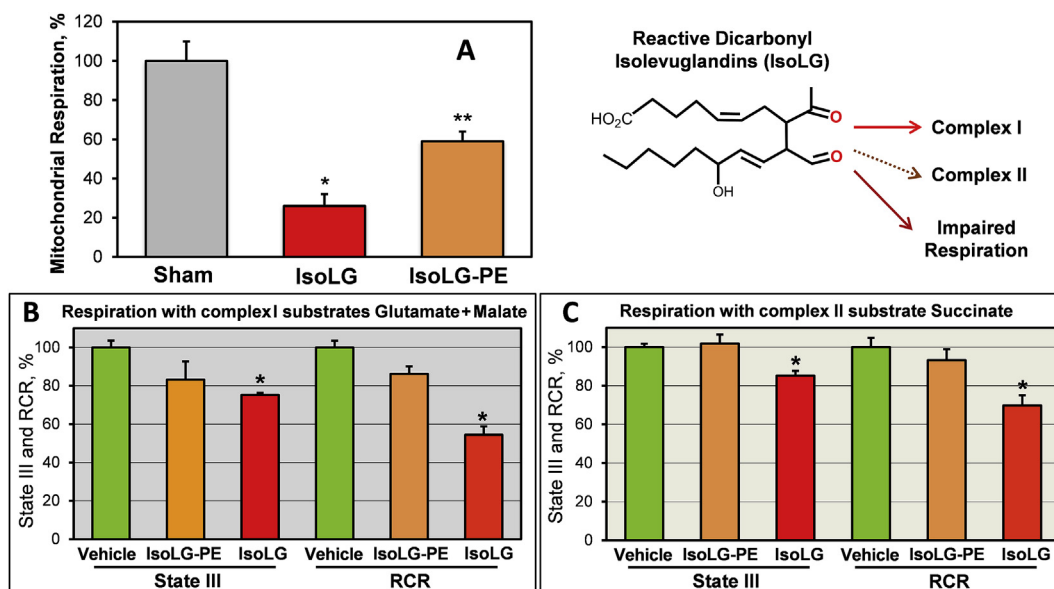 A
Mitochondrial Respiration, %
120
100
80
60
40
20
0
*
**
Sham
IsoLG
IsoLG-PE
Reactive Dicarbonyl
Isolevuglandins (IsoLG)
HO₂C
O
O
OH
Complex I
Complex II
Impaired
Respiration
B
Respiration with complex I substrates Glutamate + Malate
State III and RCR, %
120
100
80
60
40
20
0
*
*
Vehicle IsoLG-PE IsoLG Vehicle IsoLG-PE IsoLG
State III RCR
C
Respiration with complex II substrate Succinate
State III and RCR, %
120
100
80
60
40
20
0
*
*
Vehicle IsoLG-PE IsoLG Vehicle IsoLG-PE IsoLG
State III RCR